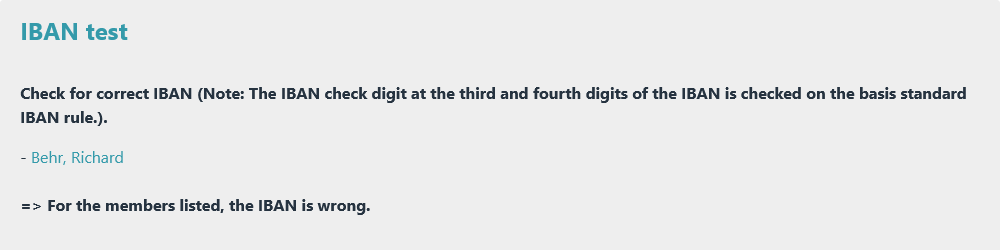 IBAN test
Check for correct IBAN (Note: The IBAN check digit at the third and fourth digits of the IBAN is checked on the basis standard
IBAN rule.).
- Behr, Richard
=> For the members listed, the IBAN is wrong.